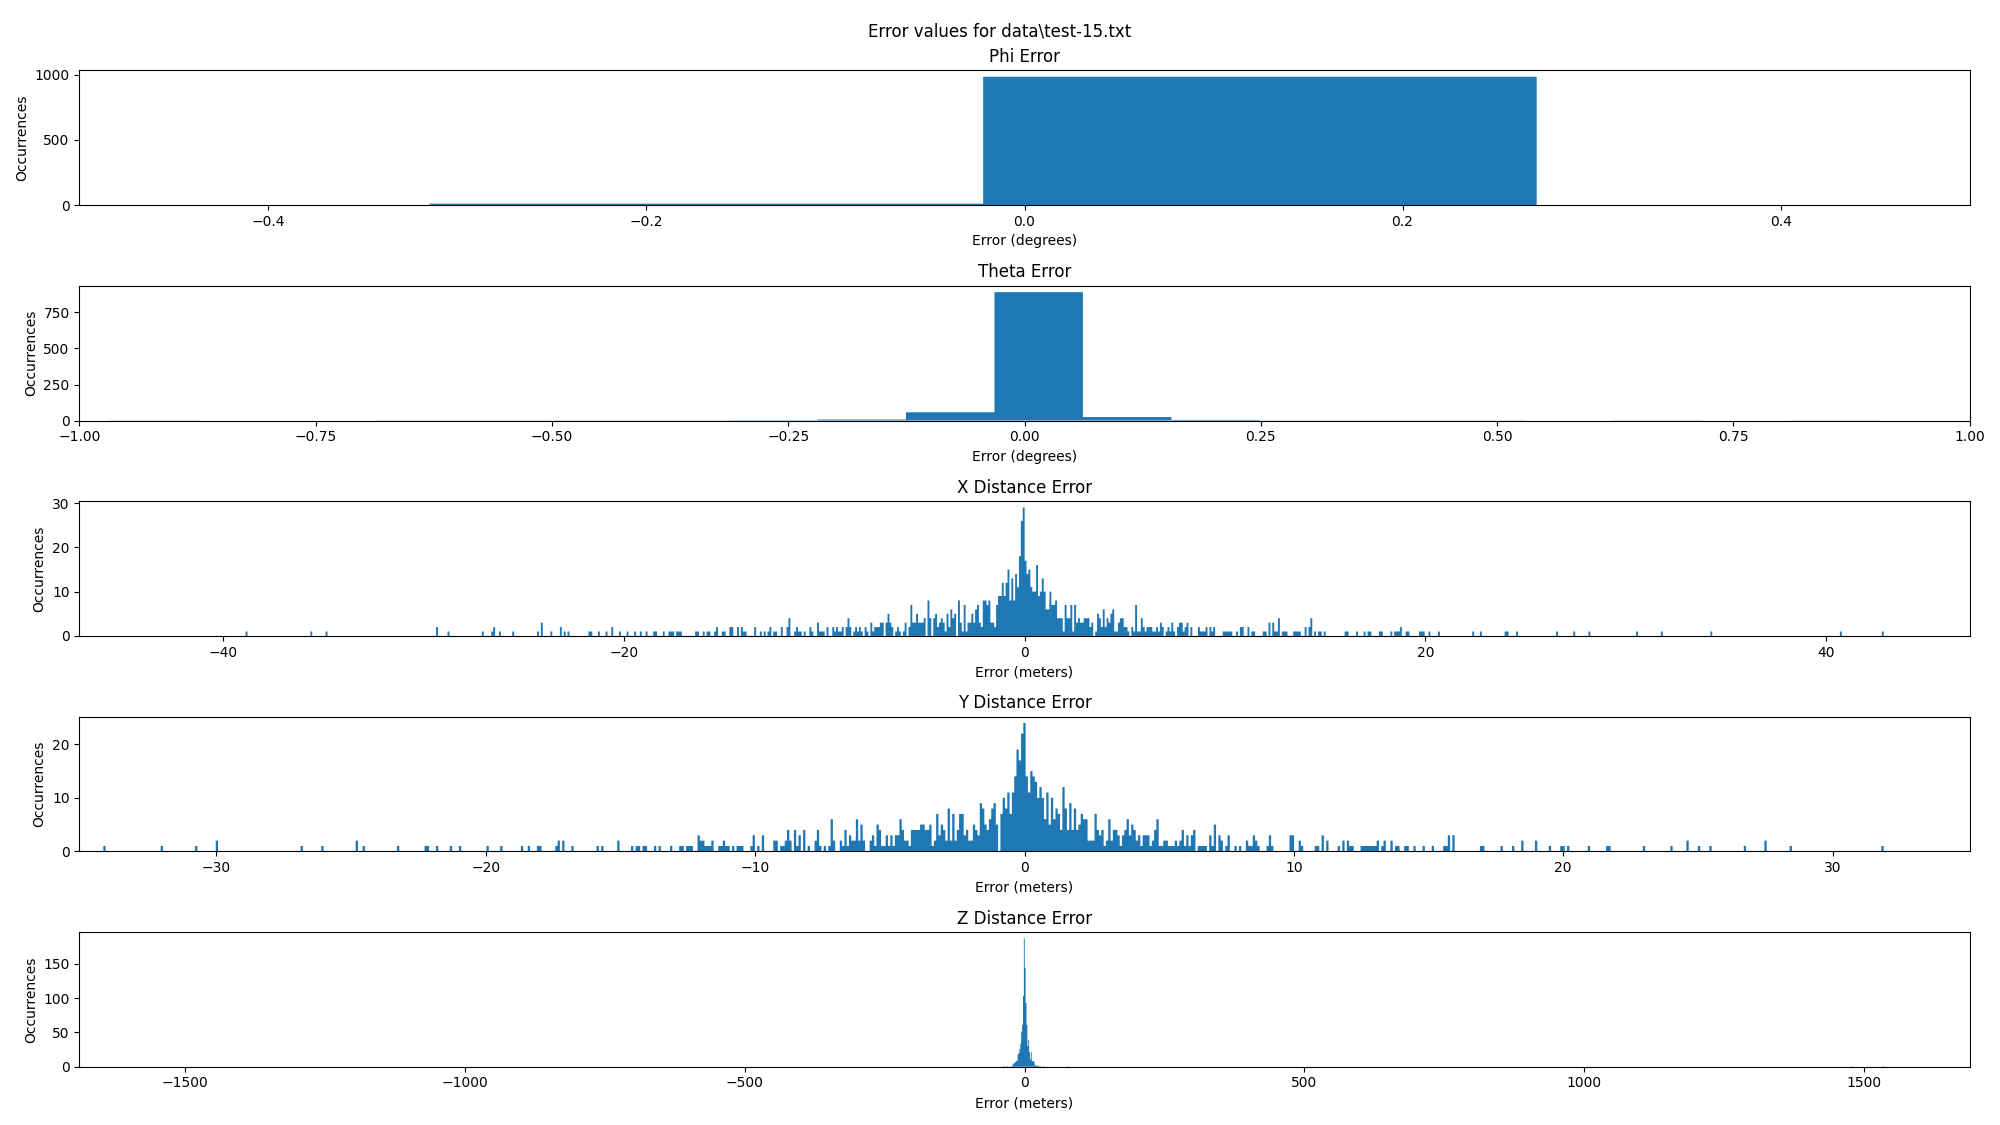 Error values for data\test-15.txt
Phi Error
Occurrences
1000
500
0
−0.4 −0.2 0.0 0.2 0.4
Error (degrees)
Theta Error
Occurrences
750
500
250
0
−1.00 −0.75 −0.50 −0.25 0.00 0.25 0.50 0.75 1.00
Error (degrees)
X Distance Error
Occurrences
30
20
10
0
−40 −20 0 20 40
Error (meters)
Y Distance Error
Occurrences
20
10
0
−30 −20 −10 0 10 20 30
Error (meters)
Z Distance Error
Occurrences
150
100
50
0
−1500 −1000 −500 0 500 1000 1500
Error (meters)